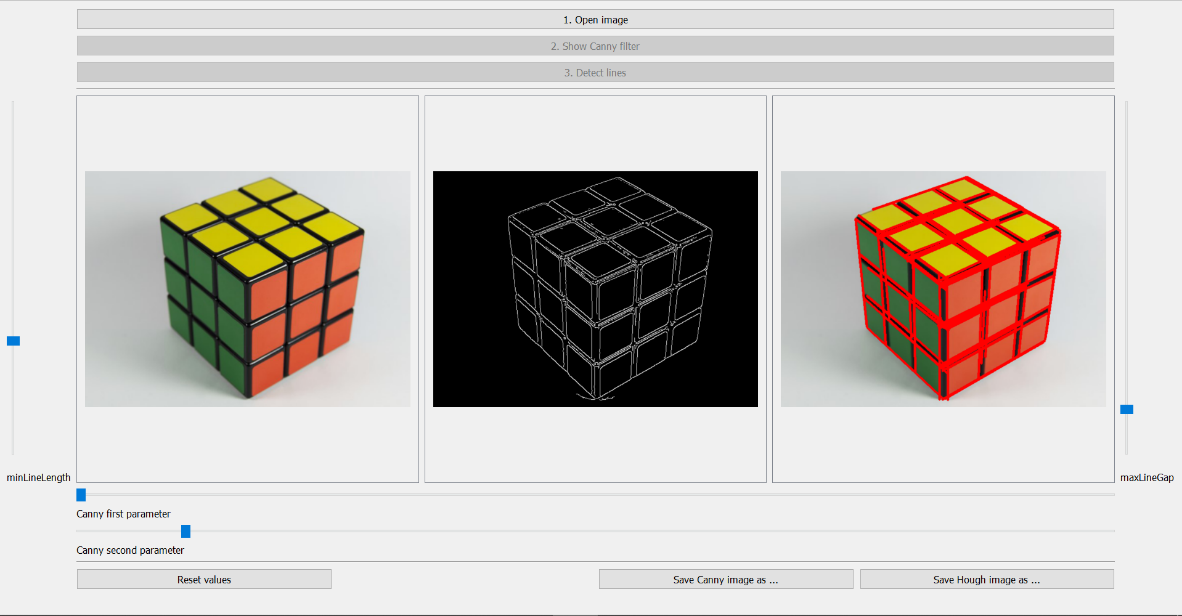 1. Open image
2. Show Canny filter
3. Detect lines
minLineLength
maxLineGap
Canny first parameter
Canny second parameter
Reset values
Save Canny image as ...
Save Hough image as ...